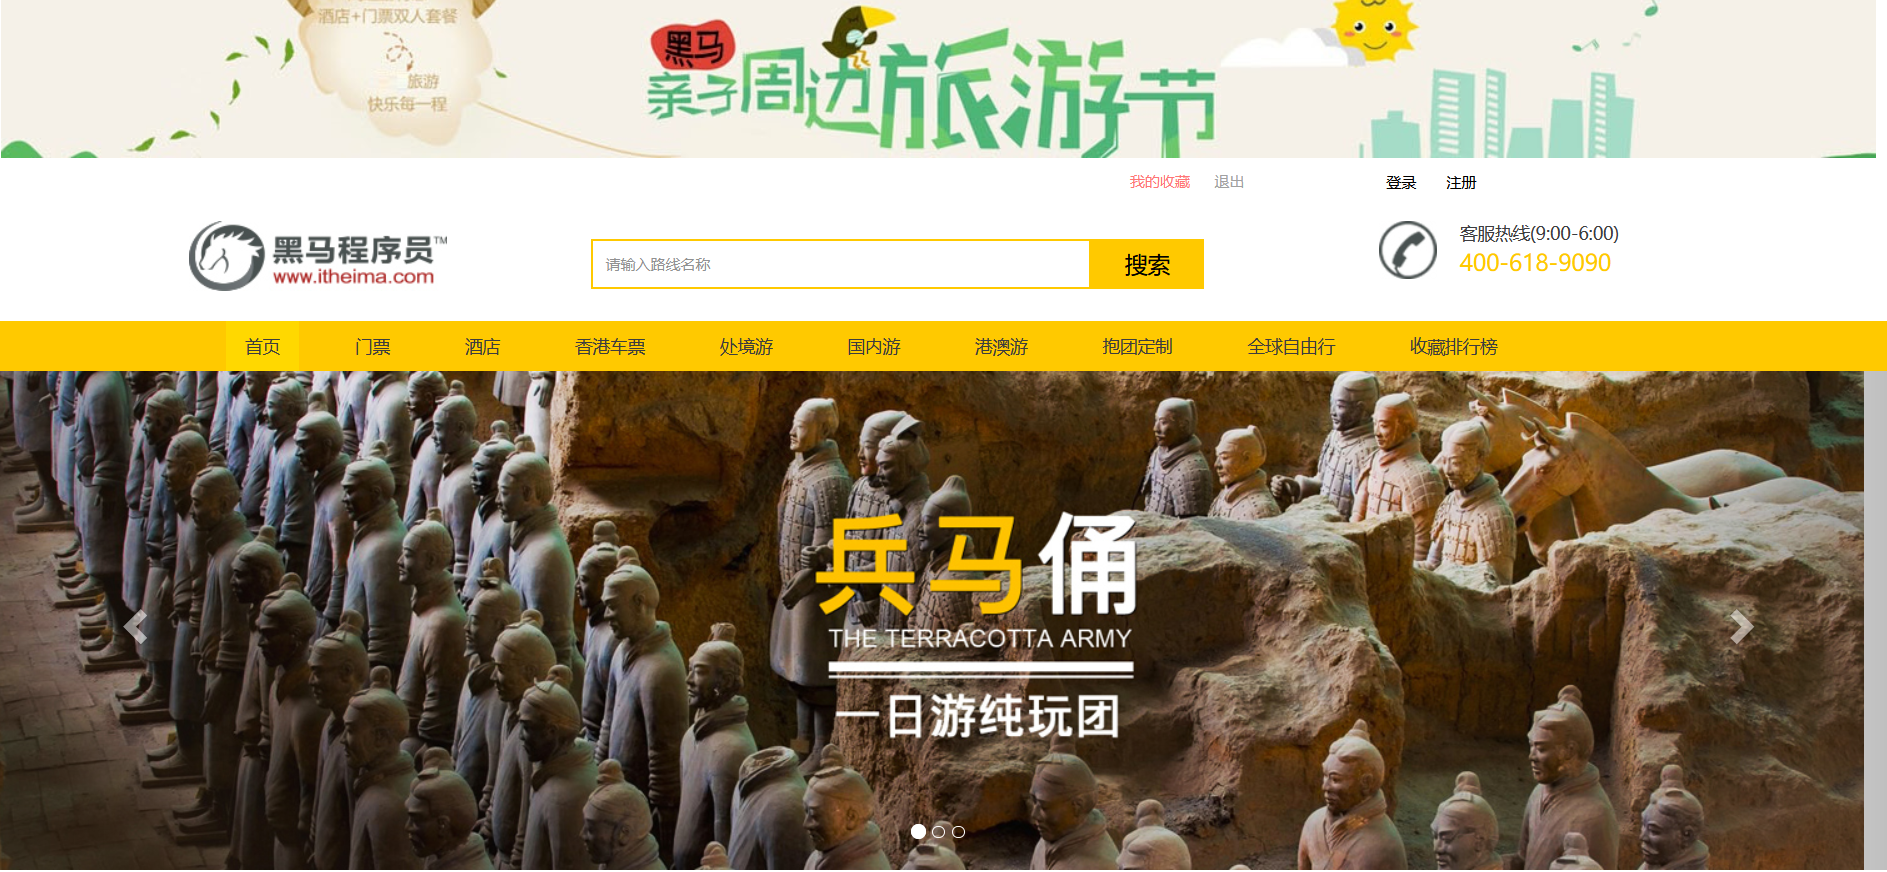 酒店+门票双人套餐
旅游
快乐每一程
黑马
亲子周边旅游节
我的收藏 退出 登录 注册
黑马程序员™
www.itheima.com
请输入路线名称 搜索
客服热线(9:00-6:00)
400-618-9090
首页 门票 酒店 香港车票 处境游 国内游 港澳游 抱团定制 全球自由行 收藏排行榜
兵马俑
THE TERRACOTTA ARMY
一日游纯玩团